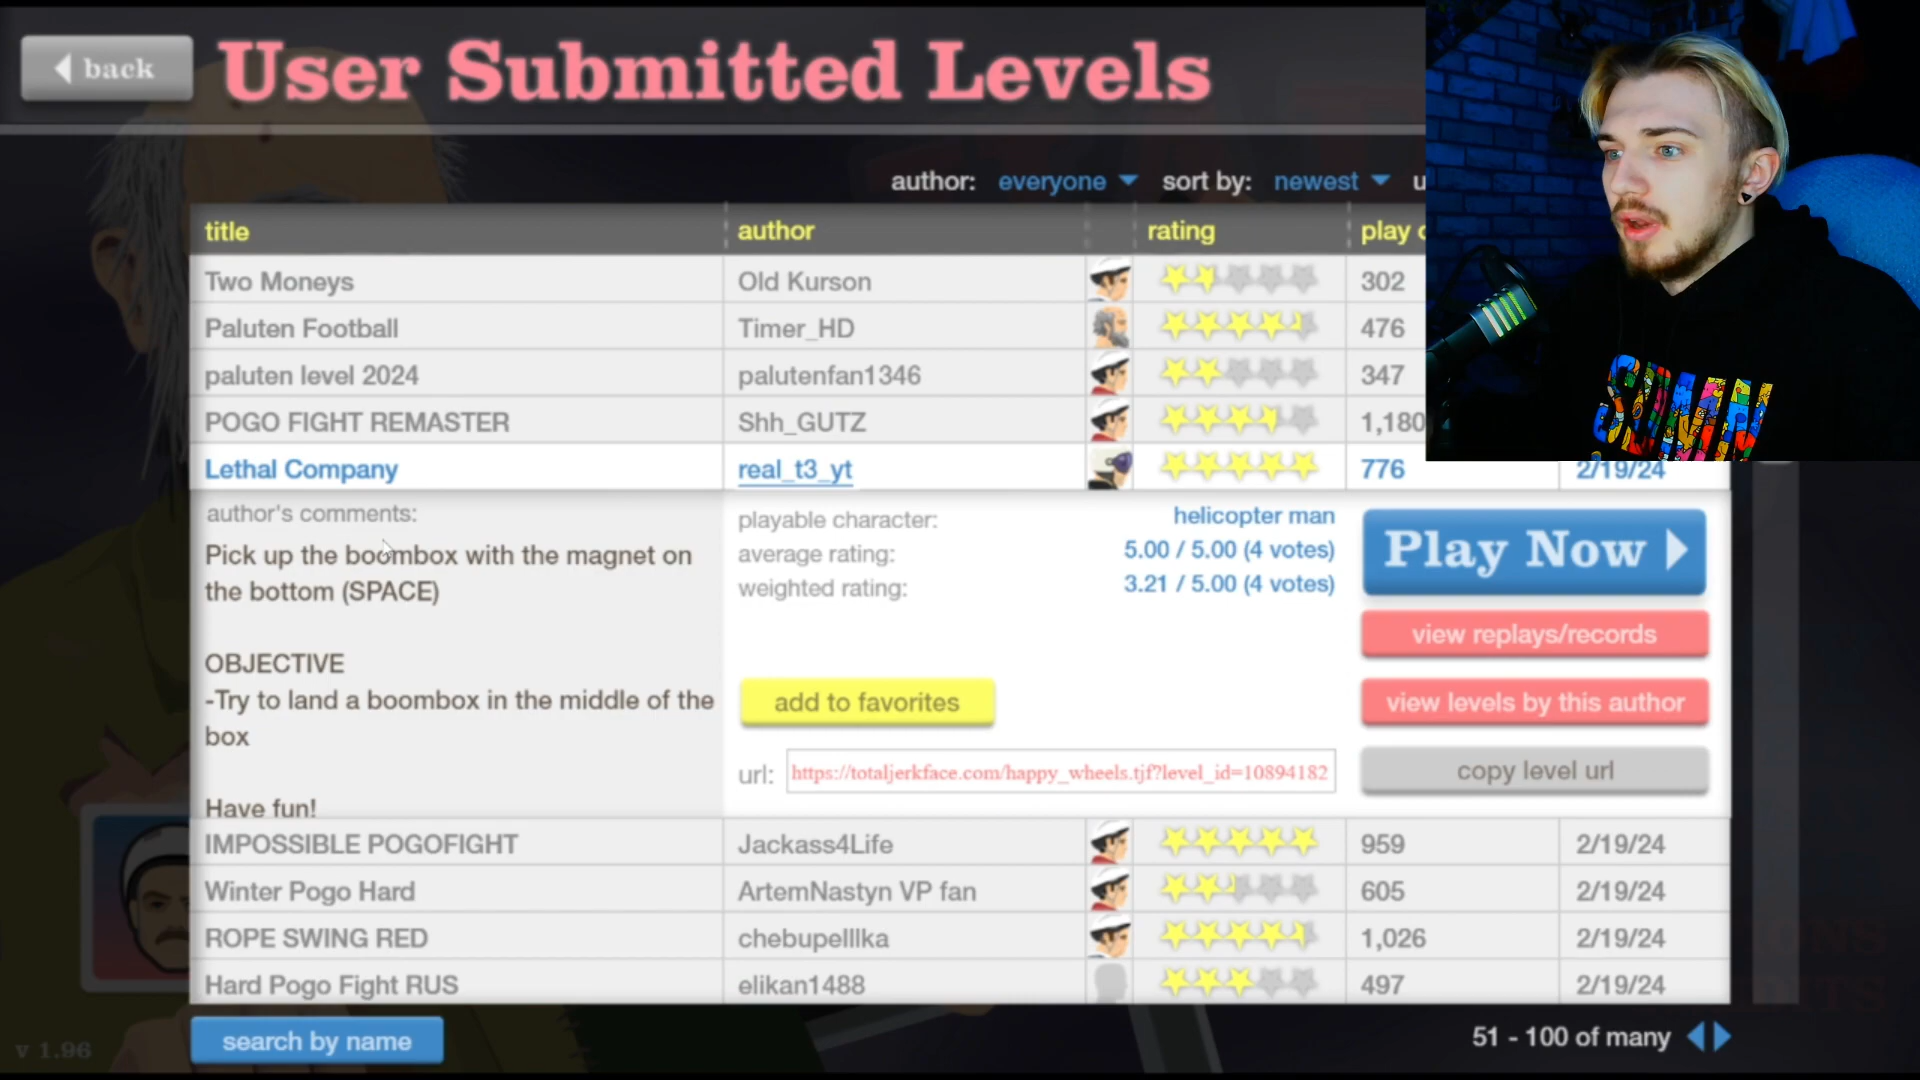 back
User Submitted Levels
author: everyone sort by: newest u
title author rating play c
Two Moneys Old Kurson 302
Paluten Football Timer_HD 476
paluten level 2024 palutenfan1346 347
POGO FIGHT REMASTER Shh_GUTZ 1,180
Lethal Company real_t3_yt 776 2/19/24
author's comments:
Pick up the boombox with the magnet on
the bottom (SPACE)
OBJECTIVE
-Try to land a boombox in the middle of the
box
Have fun!
playable character: helicopter man
average rating: 5.00 / 5.00 (4 votes)
weighted rating: 3.21 / 5.00 (4 votes)
add to favorites
url: https://totaljerkface.com/happy_wheels.tjf?level_id=10894182
Play Now
view replays/records
view levels by this author
copy level url
IMPOSSIBLE POGOFIGHT Jackass4Life 959 2/19/24
Winter Pogo Hard ArtemNastyn VP fan 605 2/19/24
ROPE SWING RED chebupelllka 1,026 2/19/24
Hard Pogo Fight RUS elikan1488 497 2/19/24
v 1.96
search by name
51 - 100 of many